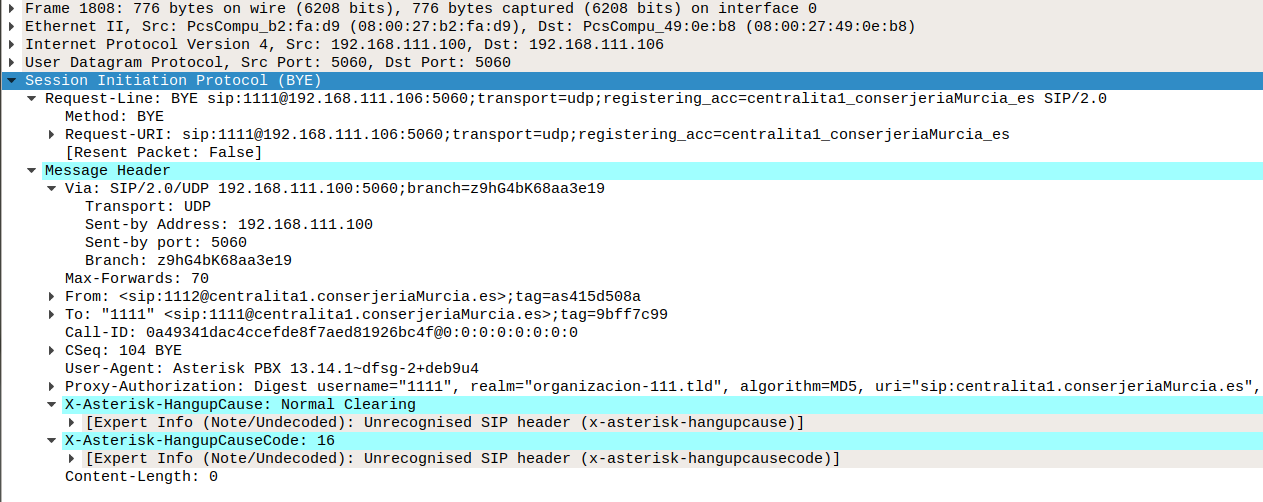 Frame 1808: 776 bytes on wire (6208 bits), 776 bytes captured (6208 bits) on interface 0
Ethernet II, Src: PcsCompu_b2:fa:d9 (08:00:27:b2:fa:d9), Dst: PcsCompu_49:0e:b8 (08:00:27:49:0e:b8)
Internet Protocol Version 4, Src: 192.168.111.100, Dst: 192.168.111.106
User Datagram Protocol, Src Port: 5060, Dst Port: 5060
Session Initiation Protocol (BYE)
Request-Line: BYE sip:1111@192.168.111.106:5060;transport=udp;registering_acc=centralita1_conserjeriaMurcia_es SIP/2.0
Method: BYE
Request-URI: sip:1111@192.168.111.106:5060;transport=udp;registering_acc=centralita1_conserjeriaMurcia_es
[Resent Packet: False]
Message Header
Via: SIP/2.0/UDP 192.168.111.100:5060;branch=z9hG4bK68aa3e19
Transport: UDP
Sent-by Address: 192.168.111.100
Sent-by port: 5060
Branch: z9hG4bK68aa3e19
Max-Forwards: 70
From: <sip:1112@centralita1.conserjeriaMurcia.es>;tag=as415d508a
To: "1111" <sip:1111@centralita1.conserjeriaMurcia.es>;tag=9bff7c99
Call-ID: 0a49341dac4ccefde8f7aed81926bc4f@0:0:0:0:0:0:0:0
CSeq: 104 BYE
User-Agent: Asterisk PBX 13.14.1~dfsg-2+deb9u4
Proxy-Authorization: Digest username="1111", realm="organizacion-111.tld", algorithm=MD5, uri="sip:centralita1.conserjeriaMurcia.es",
X-Asterisk-HangupCause: Normal Clearing
[Expert Info (Note/Undecoded): Unrecognised SIP header (x-asterisk-hangupcause)]
X-Asterisk-HangupCauseCode: 16
[Expert Info (Note/Undecoded): Unrecognised SIP header (x-asterisk-hangupcausecode)]
Content-Length: 0